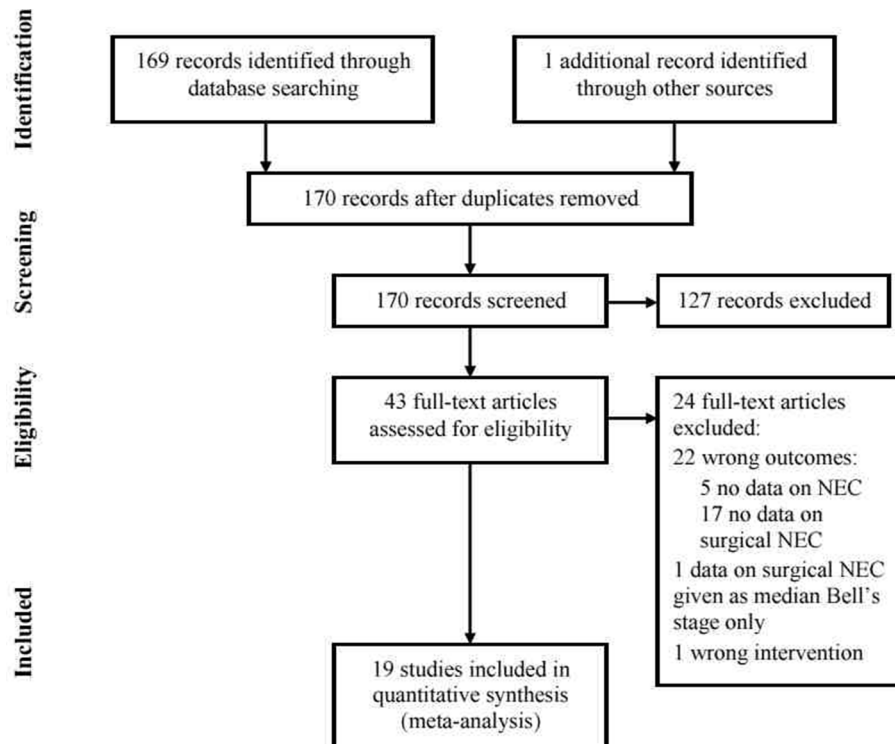 Identification
169 records identified through
database searching
1 additional record identified
through other sources
170 records after duplicates removed
Screening
170 records screened
127 records excluded
Eligibility
43 full-text articles
assessed for eligibility
24 full-text articles
excluded:
22 wrong outcomes:
5 no data on NEC
17 no data on
surgical NEC
1 data on surgical NEC
given as median Bell’s
stage only
1 wrong intervention
Included
19 studies included in
quantitative synthesis
(meta-analysis)